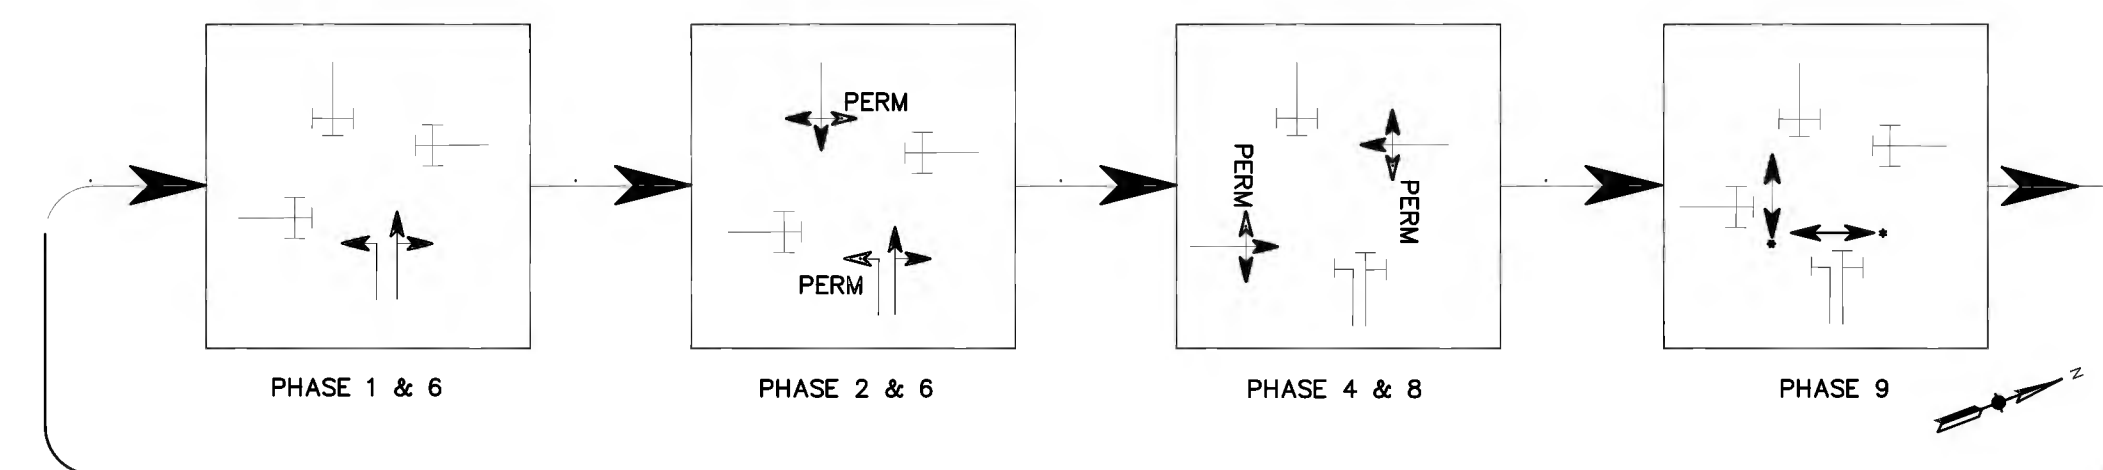 PERM
PERM
PERM
PERM
*
*
PHASE 1 & 6
PHASE 2 & 6
PHASE 4 & 8
PHASE 9
N